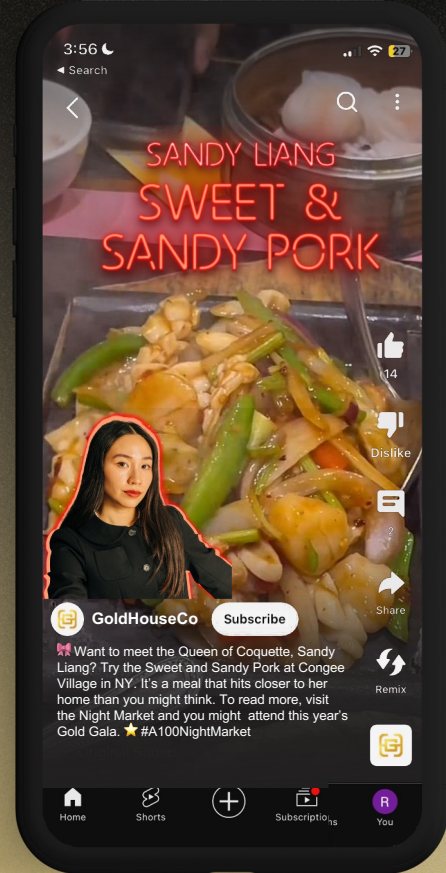 3:56
27
◄ Search
SANDY LIANG
SWEET &
SANDY PORK
14
Dislike
2
Share
GoldHouseCo
Subscribe
🎀 Want to meet the Queen of Coquette, Sandy
Liang? Try the Sweet and Sandy Pork at Congee
Village in NY. It's a meal that hits closer to her
home than you might think. To read more, visit
the Night Market and you might  attend this year's
Gold Gala. ⭐ #A100NightMarket
Remix
Home
Shorts
Subscriptions
R
You